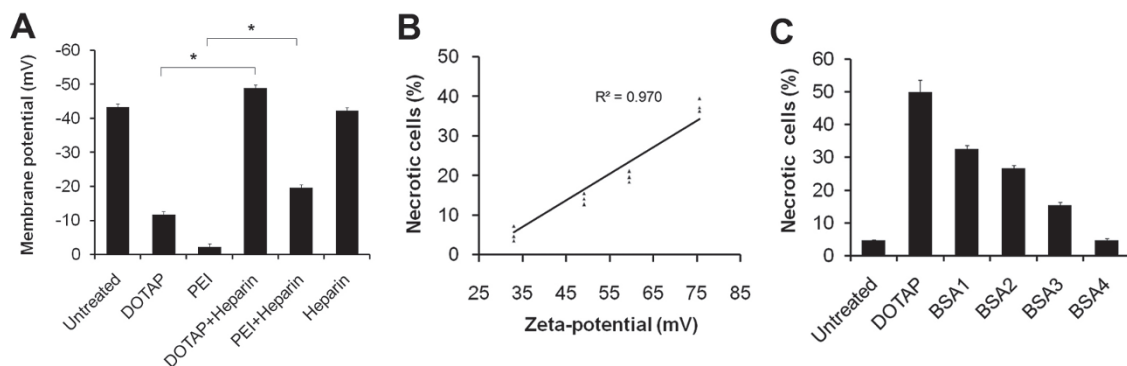 A
Membrane potential (mV)
-60
-50
-40
-30
-20
-10
0
*
*
Untreated
DOTAP
PEI
DOTAP+Heparin
PEI+Heparin
Heparin
B
Necrotic cells (%)
50
40
30
20
10
0
R² = 0.970
25 35 45 55 65 75 85
Zeta-potential (mV)
C
Necrotic cells (%)
60
50
40
30
20
10
0
Untreated
DOTAP
BSA1
BSA2
BSA3
BSA4